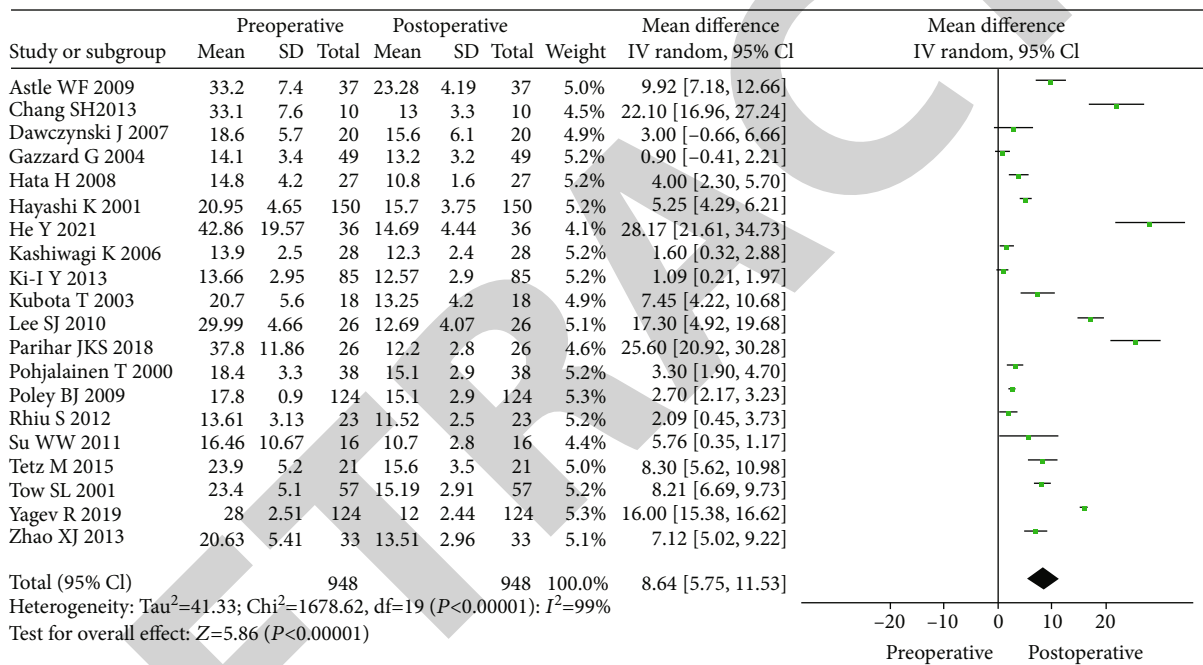 Preoperative Postoperative Mean difference Mean difference
Study or subgroup Mean SD Total Mean SD Total Weight IV random, 95% Cl IV random, 95% Cl
Astle WF 2009 33.2 7.4 37 23.28 4.19 37 5.0% 9.92 [7.18, 12.66]
Chang SH2013 33.1 7.6 10 13 3.3 10 4.5% 22.10 [16.96, 27.24]
Dawczynski J 2007 18.6 5.7 20 15.6 6.1 20 4.9% 3.00 [–0.66, 6.66]
Gazzard G 2004 14.1 3.4 49 13.2 3.2 49 5.2% 0.90 [–0.41, 2.21]
Hata H 2008 14.8 4.2 27 10.8 1.6 27 5.2% 4.00 [2.30, 5.70]
Hayashi K 2001 20.95 4.65 150 15.7 3.75 150 5.2% 5.25 [4.29, 6.21]
He Y 2021 42.86 19.57 36 14.69 4.44 36 4.1% 28.17 [21.61, 34.73]
Kashiwagi K 2006 13.9 2.5 28 12.3 2.4 28 5.2% 1.60 [0.32, 2.88]
Ki-I Y 2013 13.66 2.95 85 12.57 2.9 85 5.2% 1.09 [0.21, 1.97]
Kubota T 2003 20.7 5.6 18 13.25 4.2 18 4.9% 7.45 [4.22, 10.68]
Lee SJ 2010 29.99 4.66 26 12.69 4.07 26 5.1% 17.30 [4.92, 19.68]
Parihar JKS 2018 37.8 11.86 26 12.2 2.8 26 4.6% 25.60 [20.92, 30.28]
Pohjalainen T 2000 18.4 3.3 38 15.1 2.9 38 5.2% 3.30 [1.90, 4.70]
Poley BJ 2009 17.8 0.9 124 15.1 2.9 124 5.3% 2.70 [2.17, 3.23]
Rhiu S 2012 13.61 3.13 23 11.52 2.5 23 5.2% 2.09 [0.45, 3.73]
Su WW 2011 16.46 10.67 16 10.7 2.8 16 4.4% 5.76 [0.35, 1.17]
Tetz M 2015 23.9 5.2 21 15.6 3.5 21 5.0% 8.30 [5.62, 10.98]
Tow SL 2001 23.4 5.1 57 15.19 2.91 57 5.2% 8.21 [6.69, 9.73]
Yagev R 2019 28 2.51 124 12 2.44 124 5.3% 16.00 [15.38, 16.62]
Zhao XJ 2013 20.63 5.41 33 13.51 2.96 33 5.1% 7.12 [5.02, 9.22]
Total (95% Cl) 948 948 100.0% 8.64 [5.75, 11.53]
Heterogeneity: Tau²=41.33; Chi²=1678.62, df=19 (P<0.00001): I²=99%
Test for overall effect: Z=5.86 (P<0.00001)
–20 –10 0 10 20
Preoperative Postoperative